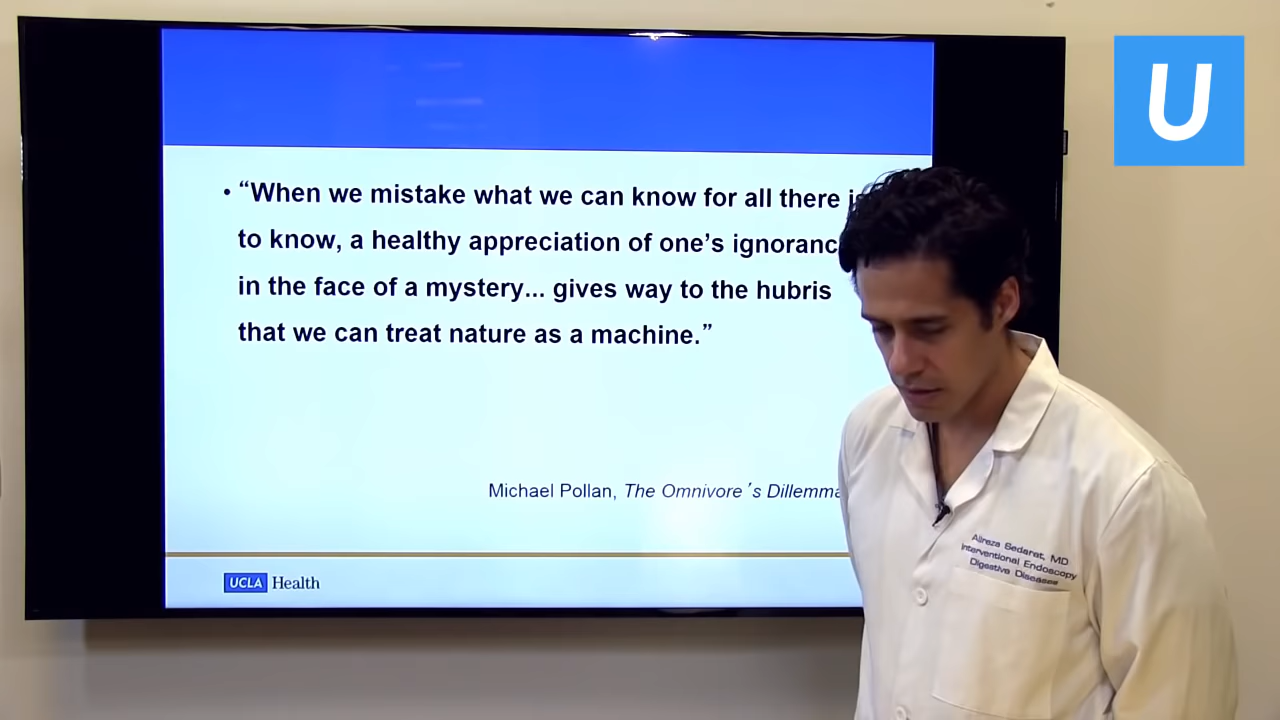 U
• “When we mistake what we can know for all there is
to know, a healthy appreciation of one’s ignoranc
in the face of a mystery... gives way to the hubris
that we can treat nature as a machine.”
Michael Pollan, The Omnivore´s Dillemma
UCLA Health
Alireza Sedarat, MD
Interventional Endoscopy
Digestive Diseases